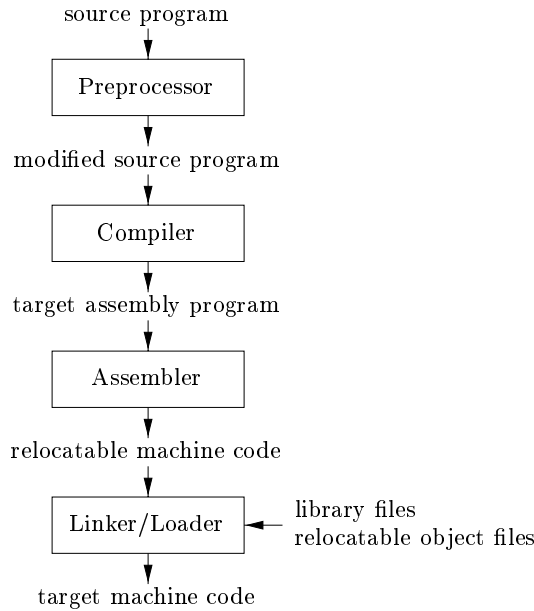 source program
Preprocessor
modified source program
Compiler
target assembly program
Assembler
relocatable machine code
Linker/Loader
library files
relocatable object files
target machine code